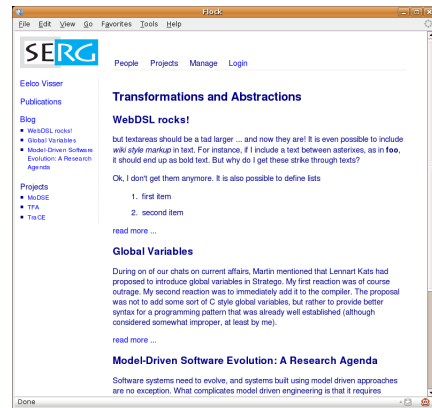 Flock
File Edit View Go Favorites Tools Help
SERG
People Projects Manage Login
Eelco Visser
Publications
Blog
WebDSL rocks!
Global Variables
Model-Driven Software
Evolution: A Research
Agenda
Projects
MoDSE
TFA
TraCE
Transformations and Abstractions
WebDSL rocks!
but textareas should be a tad larger ... and now they are! It is even possible to include
wiki style markup in text. For instance, if I include a text between asterixes, as in foo,
it should end up as bold text. But why do I get these strike through texts?
Ok, I don't get them anymore. It is also possible to define lists
1. first item
2. second item
read more ...
Global Variables
During on of our chats on current affairs, Martin mentioned that Lennart Kats had
proposed to introduce global variables in Stratego. My first reaction was of course
outrage. My second reaction was to immediately add it to the compiler. The proposal
was not to add some sort of C style global variables, but rather to provide better
syntax for a programming pattern that was already well established (although
considered somewhat improper, at least by me).
read more ...
Model-Driven Software Evolution: A Research Agenda
Software systems need to evolve, and systems built using model driven approaches
are no exception. What complicates model driven engineering is that it requires
Done